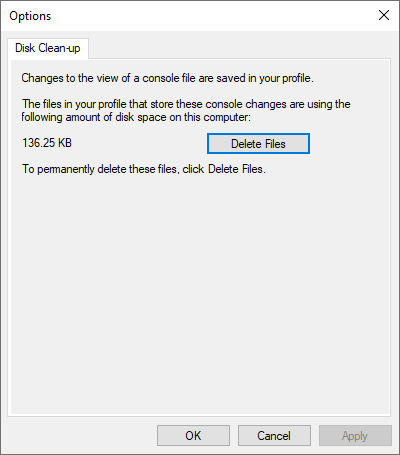 Options
Disk Clean-up
Changes to the view of a console file are saved in your profile.
The files in your profile that store these console changes are using the
following amount of disk space on this computer:
136.25 KB
Delete Files
To permanently delete these files, click Delete Files.
OK
Cancel
Apply